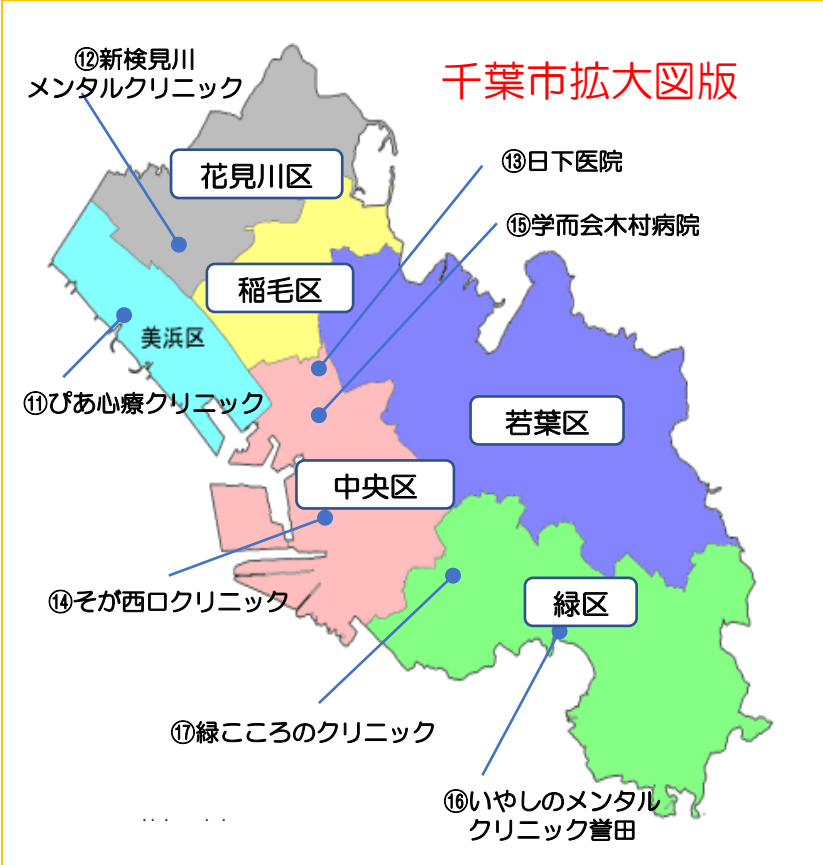 千葉市拡大図版
⑫新検見川
メンタルクリニック
花見川区
⑬日下医院
⑮学而会木村病院
稲毛区
美浜区
⑪ぴあ心療クリニック
若葉区
中央区
⑭そが西口クリニック
緑区
⑰緑こころのクリニック
⑯いやしのメンタル
クリニック誉田